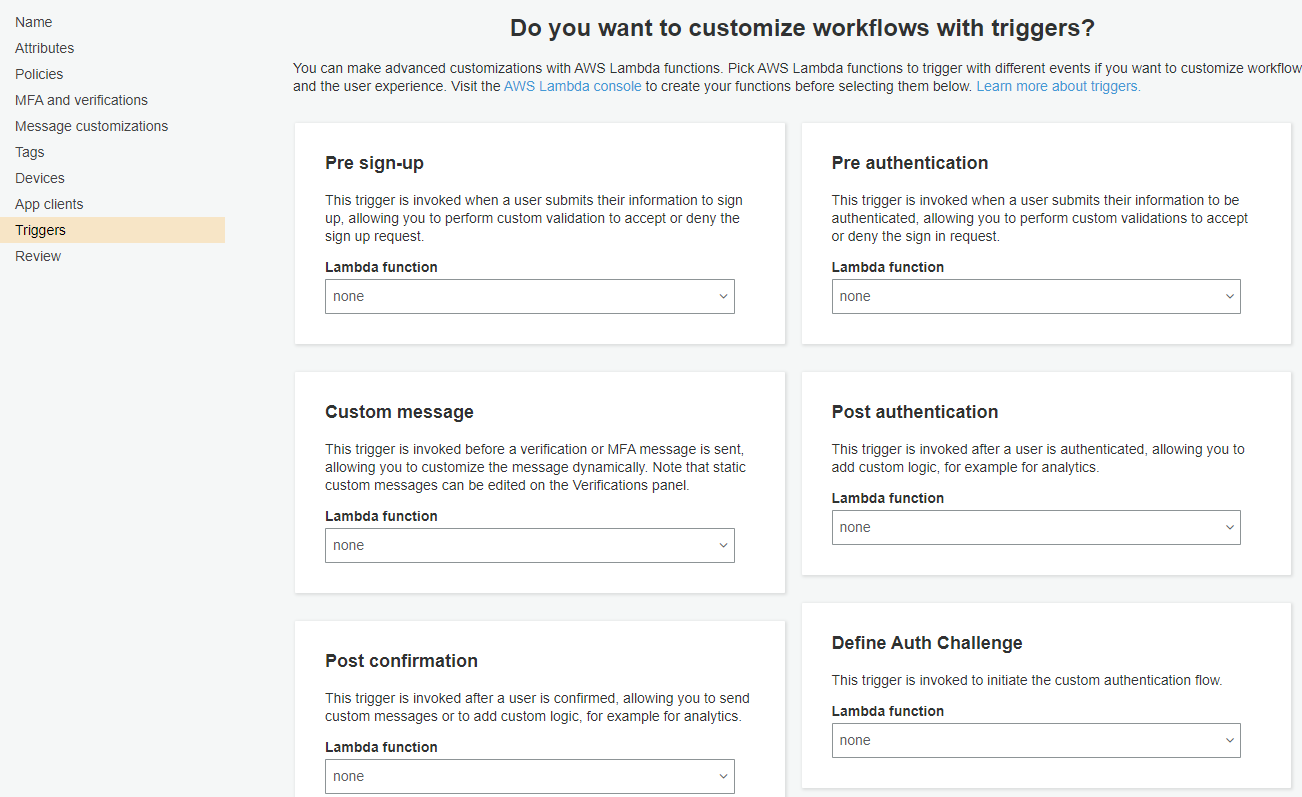 Name
Attributes
Policies
MFA and verifications
Message customizations
Tags
Devices
App clients
Triggers
Review
Do you want to customize workflows with triggers?
You can make advanced customizations with AWS Lambda functions. Pick AWS Lambda functions to trigger with different events if you want to customize workflow
and the user experience. Visit the AWS Lambda console to create your functions before selecting them below. Learn more about triggers.
Pre sign-up
This trigger is invoked when a user submits their information to sign
up, allowing you to perform custom validation to accept or deny the
sign up request.
Lambda function
none
Pre authentication
This trigger is invoked when a user submits their information to be
authenticated, allowing you to perform custom validations to accept
or deny the sign in request.
Lambda function
none
Custom message
This trigger is invoked before a verification or MFA message is sent,
allowing you to customize the message dynamically. Note that static
custom messages can be edited on the Verifications panel.
Lambda function
none
Post authentication
This trigger is invoked after a user is authenticated, allowing you to
add custom logic, for example for analytics.
Lambda function
none
Post confirmation
This trigger is invoked after a user is confirmed, allowing you to send
custom messages or to add custom logic, for example for analytics.
Lambda function
none
Define Auth Challenge
This trigger is invoked to initiate the custom authentication flow.
Lambda function
none